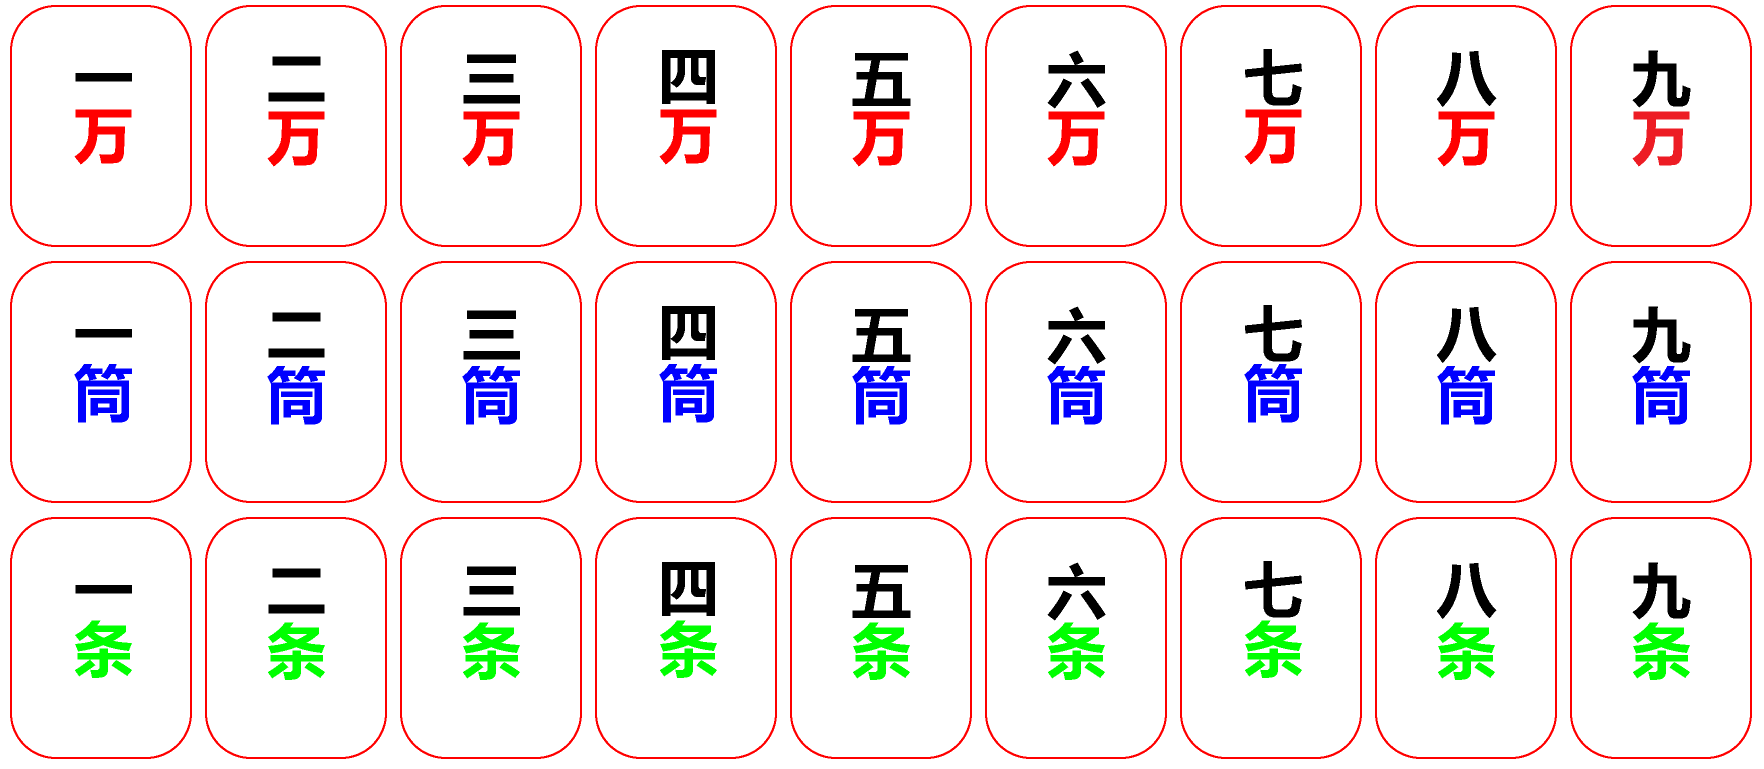 一 二 三 四 五 六 七 八 九
万 万 万 万 万 万 万 万 万
一 二 三 四 五 六 七 八 九
筒 筒 筒 筒 筒 筒 筒 筒 筒
一 二 三 四 五 六 七 八 九
条 条 条 条 条 条 条 条 条